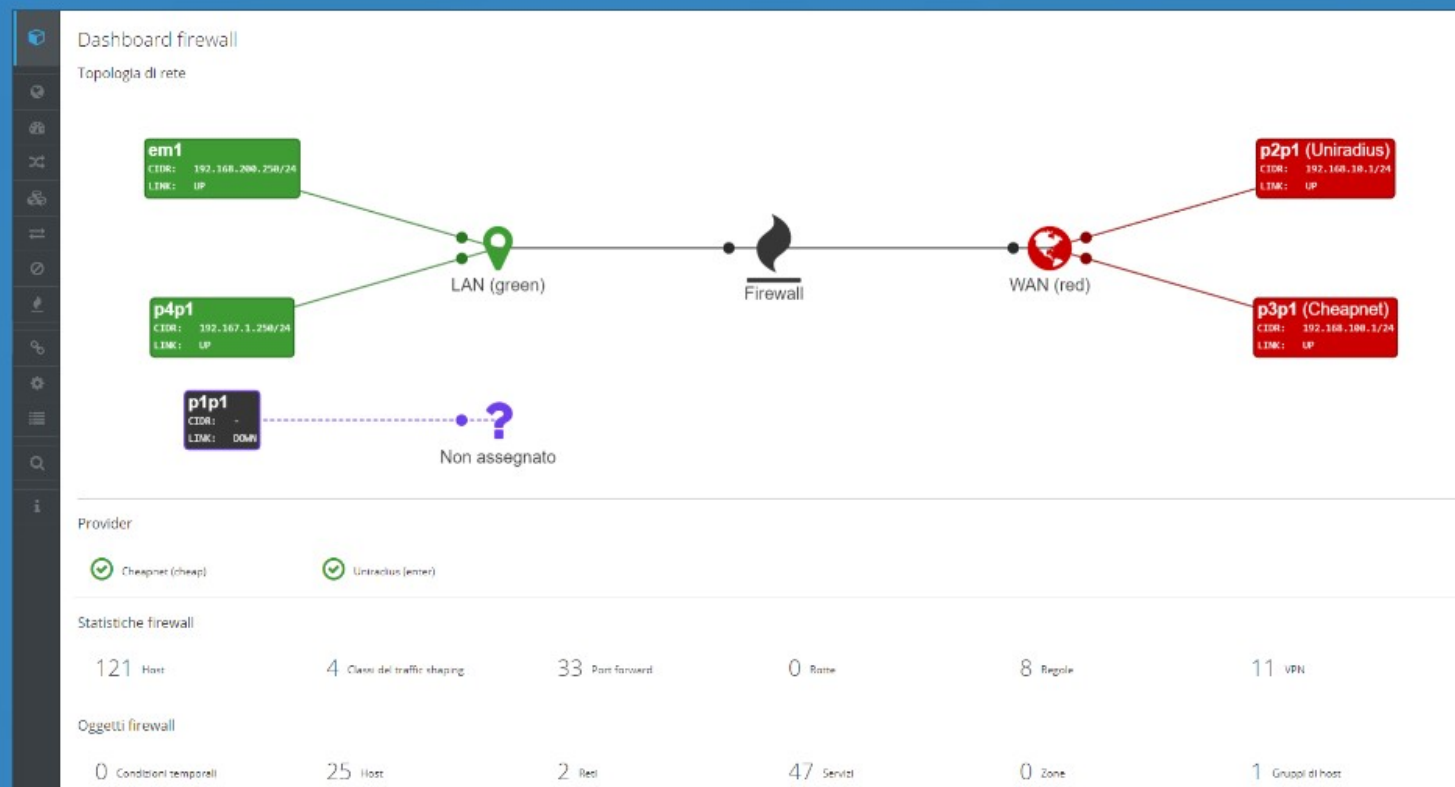 Dashboard firewall
Topologia di rete
em1
CIDR: 192.168.200.250/24
LINK: UP
p2p1 (Uniradius)
CIDR: 192.168.10.1/24
LINK: UP
LAN (green)
Firewall
WAN (red)
p4p1
CIDR: 192.167.1.250/24
LINK: UP
p3p1 (Cheapnet)
CIDR: 192.168.100.1/24
LINK: UP
p1p1
CIDR: -
LINK: DOWN
?
Non assegnato
Provider
Cheapnet (cheap) Uniradius (enter)
Statistiche firewall
121 Host 4 Classi del traffic shaping 33 Port forward 0 Rotte 8 Regole 11 VPN
Oggetti firewall
0 Condizioni temporali 25 Host 2 Reti 47 Servizi 0 Zone 1 Gruppi di host